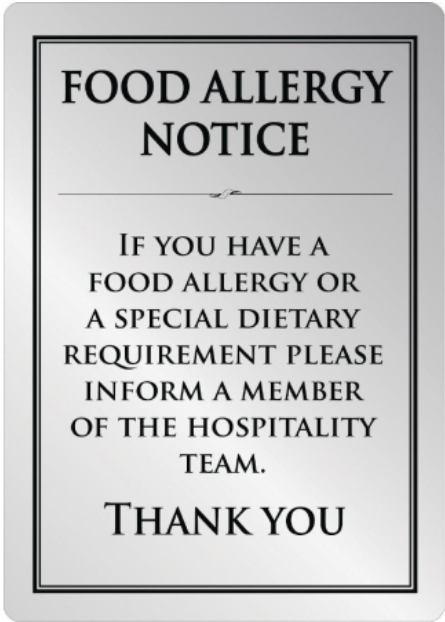 FOOD ALLERGY
NOTICE
IF YOU HAVE A
FOOD ALLERGY OR
A SPECIAL DIETARY
REQUIREMENT PLEASE
INFORM A MEMBER
OF THE HOSPITALITY
TEAM.
THANK YOU